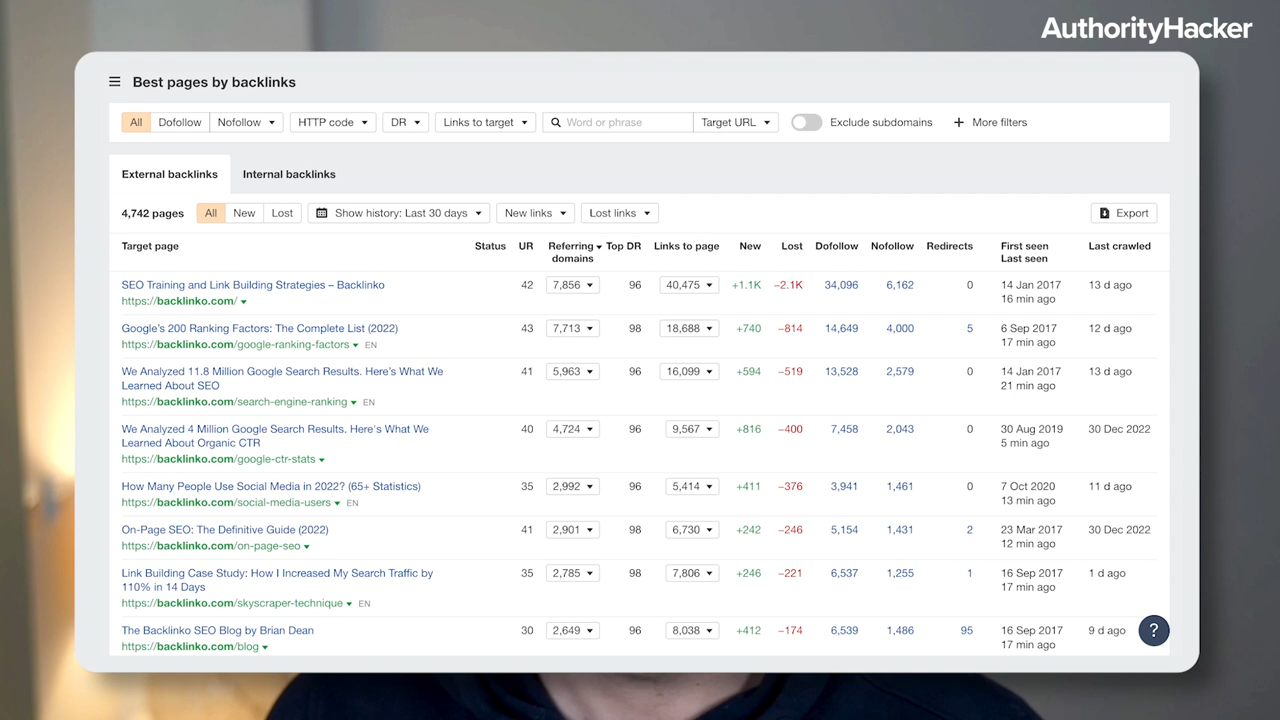 AuthorityHacker
Best pages by backlinks
All Dofollow Nofollow HTTP code DR Links to target Word or phrase Target URL Exclude subdomains + More filters
External backlinks Internal backlinks
4,742 pages All New Lost Show history: Last 30 days New links Lost links Export
Target page Status UR Referring domains Top DR Links to page New Lost Dofollow Nofollow Redirects First seen Last seen Last crawled
SEO Training and Link Building Strategies – Backlinko 42 7,856 96 40,475 +1.1K −2.1K 34,096 6,162 0 14 Jan 2017 13 d ago
https://backlinko.com/ 16 min ago
Google's 200 Ranking Factors: The Complete List (2022) 43 7,713 98 18,688 +740 −814 14,649 4,000 5 6 Sep 2017 12 d ago
https://backlinko.com/google-ranking-factors EN 17 min ago
We Analyzed 11.8 Million Google Search Results. Here's What We 41 5,963 96 16,099 +594 −519 13,528 2,579 0 14 Jan 2017 13 d ago
Learned About SEO 21 min ago
https://backlinko.com/search-engine-ranking EN
We Analyzed 4 Million Google Search Results. Here's What We 40 4,724 96 9,567 +816 −400 7,458 2,043 0 30 Aug 2019 30 Dec 2022
Learned About Organic CTR 5 min ago
https://backlinko.com/google-ctr-stats
How Many People Use Social Media in 2022? (65+ Statistics) 35 2,992 96 5,414 +411 −376 3,941 1,461 0 7 Oct 2020 11 d ago
https://backlinko.com/social-media-users EN 13 min ago
On-Page SEO: The Definitive Guide (2022) 41 2,901 98 6,730 +242 −246 5,154 1,431 2 23 Mar 2017 30 Dec 2022
https://backlinko.com/on-page-seo 12 min ago
Link Building Case Study: How I Increased My Search Traffic by 35 2,785 98 7,806 +246 −221 6,537 1,255 1 16 Sep 2017 1 d ago
110% in 14 Days 17 min ago
https://backlinko.com/skyscraper-technique EN
The Backlinko SEO Blog by Brian Dean 30 2,649 96 8,038 +412 −174 6,539 1,486 95 16 Sep 2017 9 d ago ?
https://backlinko.com/blog 17 min ago